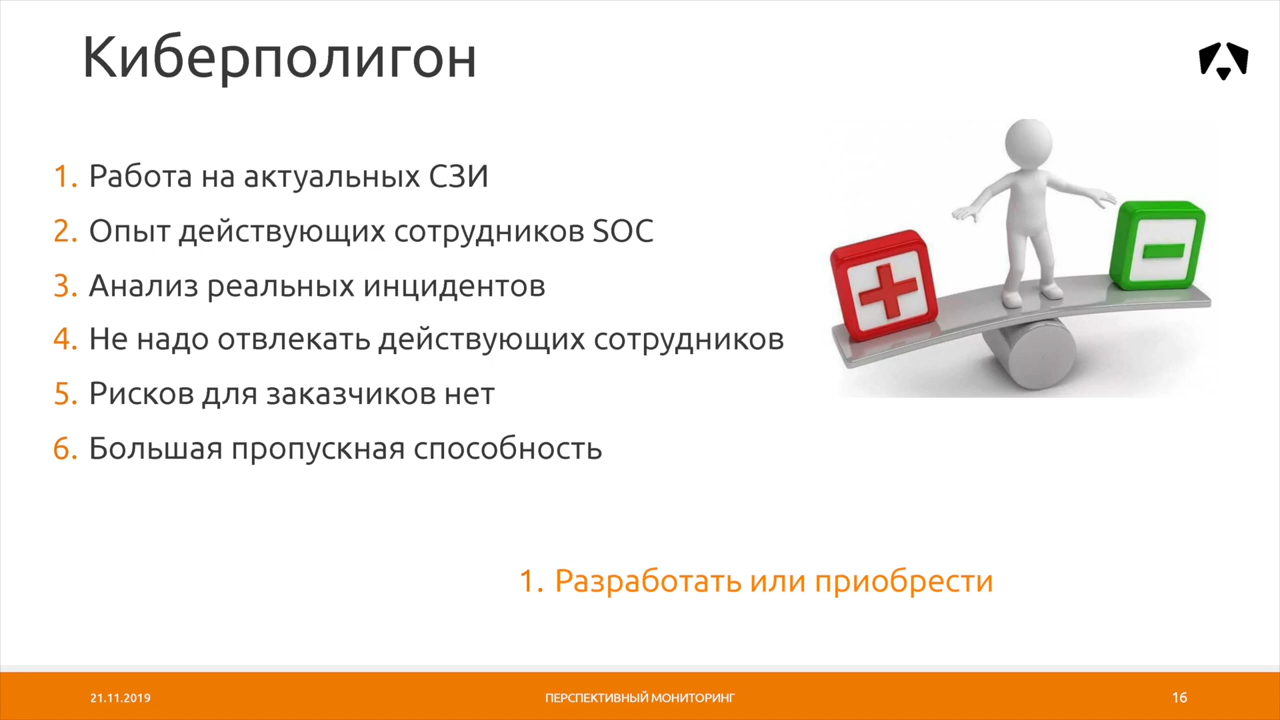 Киберполигон
1. Работа на актуальных СЗИ
2. Опыт действующих сотрудников SOC
3. Анализ реальных инцидентов
4. Не надо отвлекать действующих сотрудников
5. Рисков для заказчиков нет
6. Большая пропускная способность
1. Разработать или приобрести
21.11.2019
ПЕРСПЕКТИВНЫЙ МОНИТОРИНГ
16